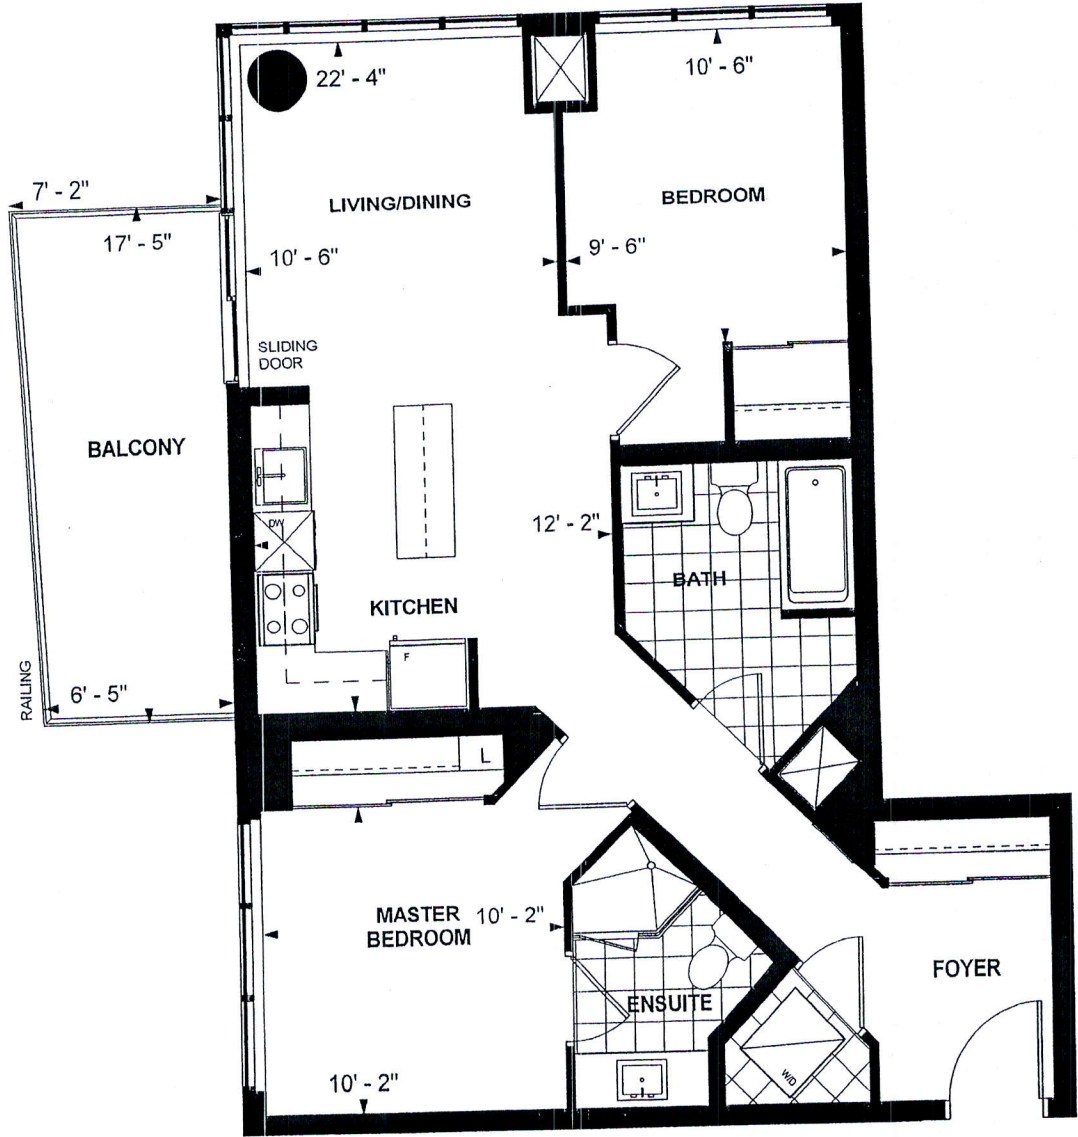 22' - 4"
10' - 6"
7' - 2"
LIVING/DINING
BEDROOM
17' - 5"
10' - 6"
9' - 6"
SLIDING
DOOR
BALCONY
DW
12' - 2"
BATH
KITCHEN
F
RAILING
6' - 5"
L
MASTER
BEDROOM
10' - 2"
FOYER
ENSUITE
W/D
10' - 2"